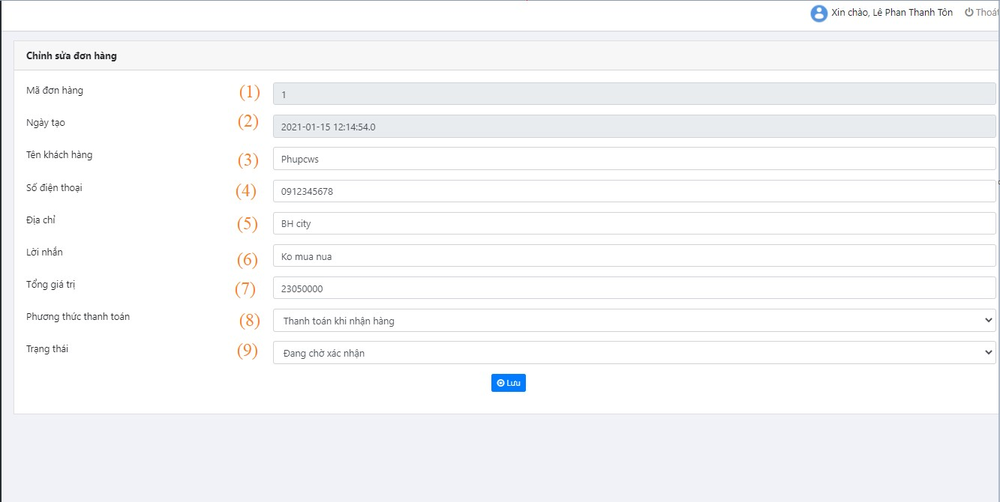 Xin chào, Lê Phan Thanh Tôn Thoát
Chỉnh sửa đơn hàng
Mã đơn hàng (1) 1
Ngày tạo (2) 2021-01-15 12:14:54.0
Tên khách hàng (3) Phupcws
Số điện thoại (4) 0912345678
Địa chỉ (5) BH city
Lời nhắn (6) Ko mua nua
Tổng giá trị (7) 23050000
Phương thức thanh toán (8) Thanh toán khi nhận hàng
Trạng thái (9) Đang chờ xác nhận
Lưu